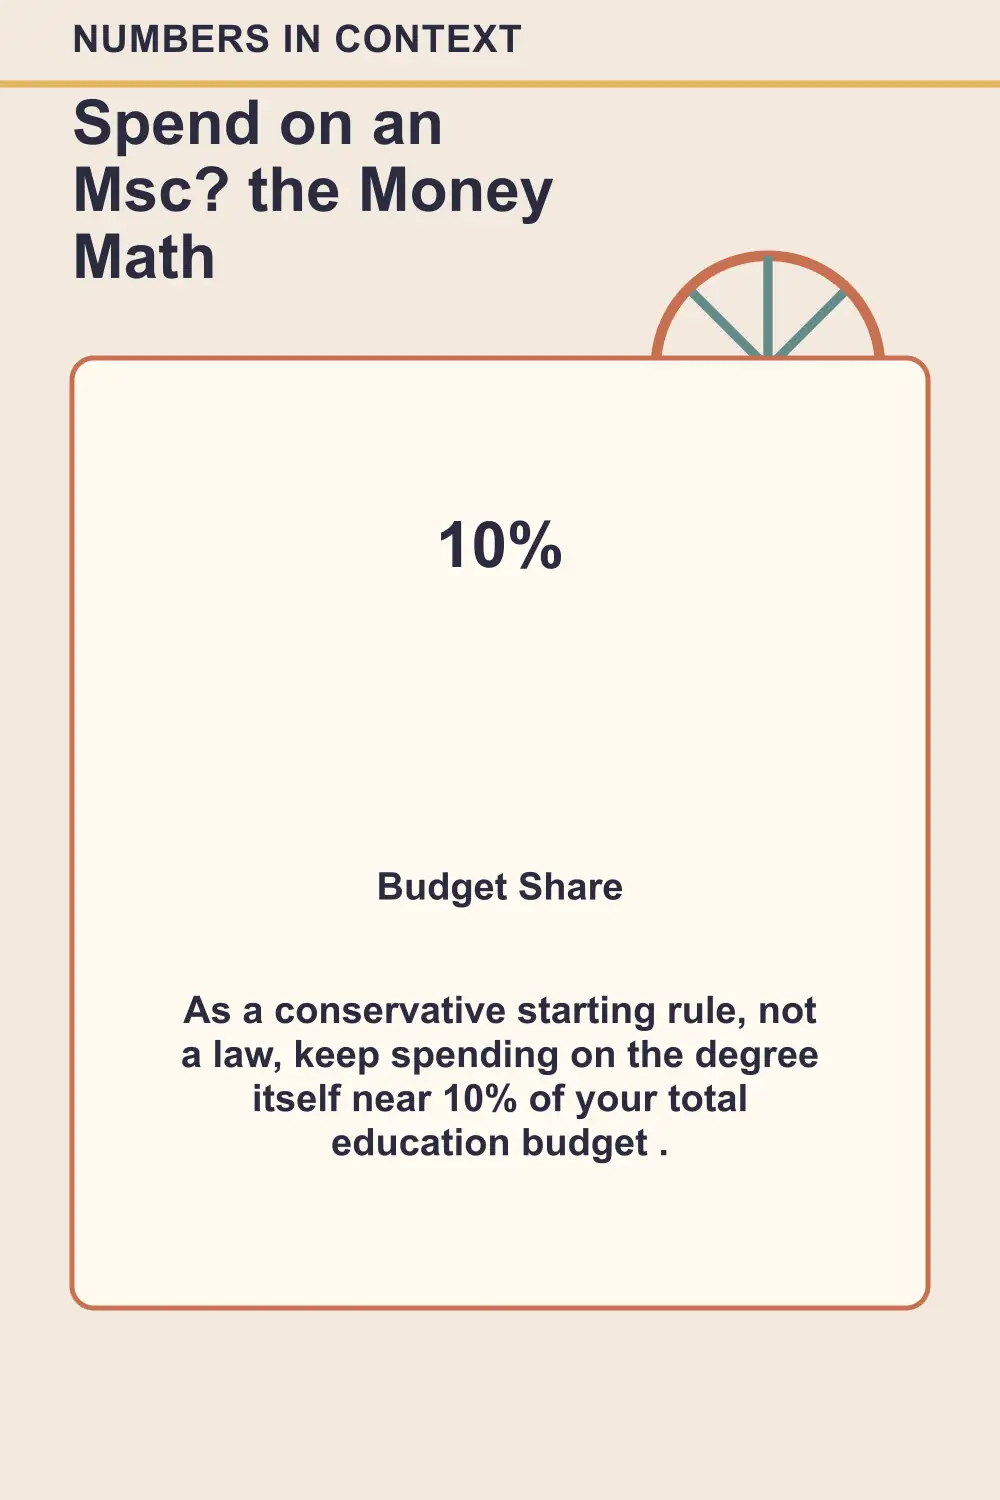 NUMBERS IN CONTEXT
Spend on an
Msc? the Money
Math
10%
Budget Share
As a conservative starting rule, not
a law, keep spending on the degree
itself near 10% of your total
education budget .